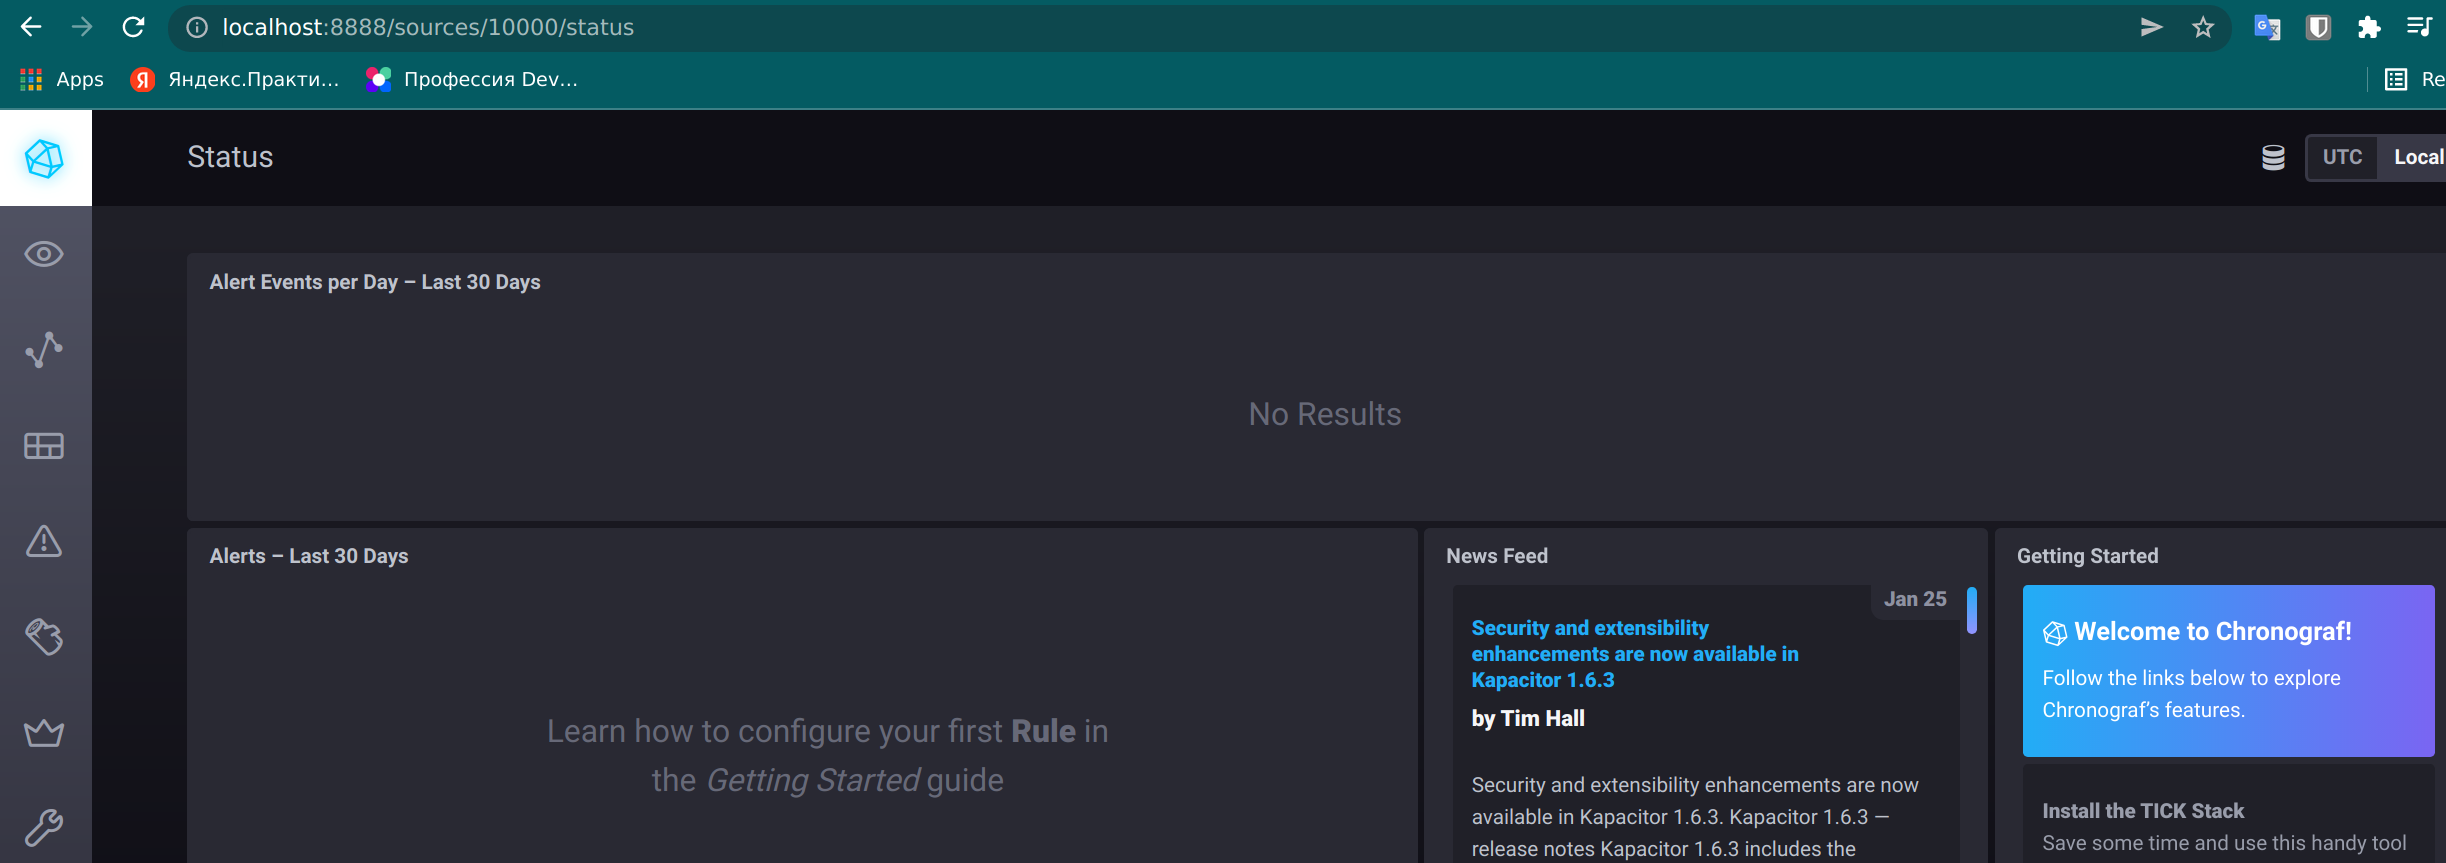 localhost:8888/sources/10000/status
Apps
Яндекс.Практи...
Профессия Dev...
Re
Status
UTC
Local
Alert Events per Day – Last 30 Days
No Results
Alerts – Last 30 Days
Learn how to configure your first Rule in
the Getting Started guide
News Feed
Jan 25
Security and extensibility
enhancements are now available in
Kapacitor 1.6.3
by Tim Hall
Security and extensibility enhancements are now
available in Kapacitor 1.6.3. Kapacitor 1.6.3 —
release notes Kapacitor 1.6.3 includes the
Getting Started
Welcome to Chronograf!
Follow the links below to explore
Chronograf’s features.
Install the TICK Stack
Save some time and use this handy tool